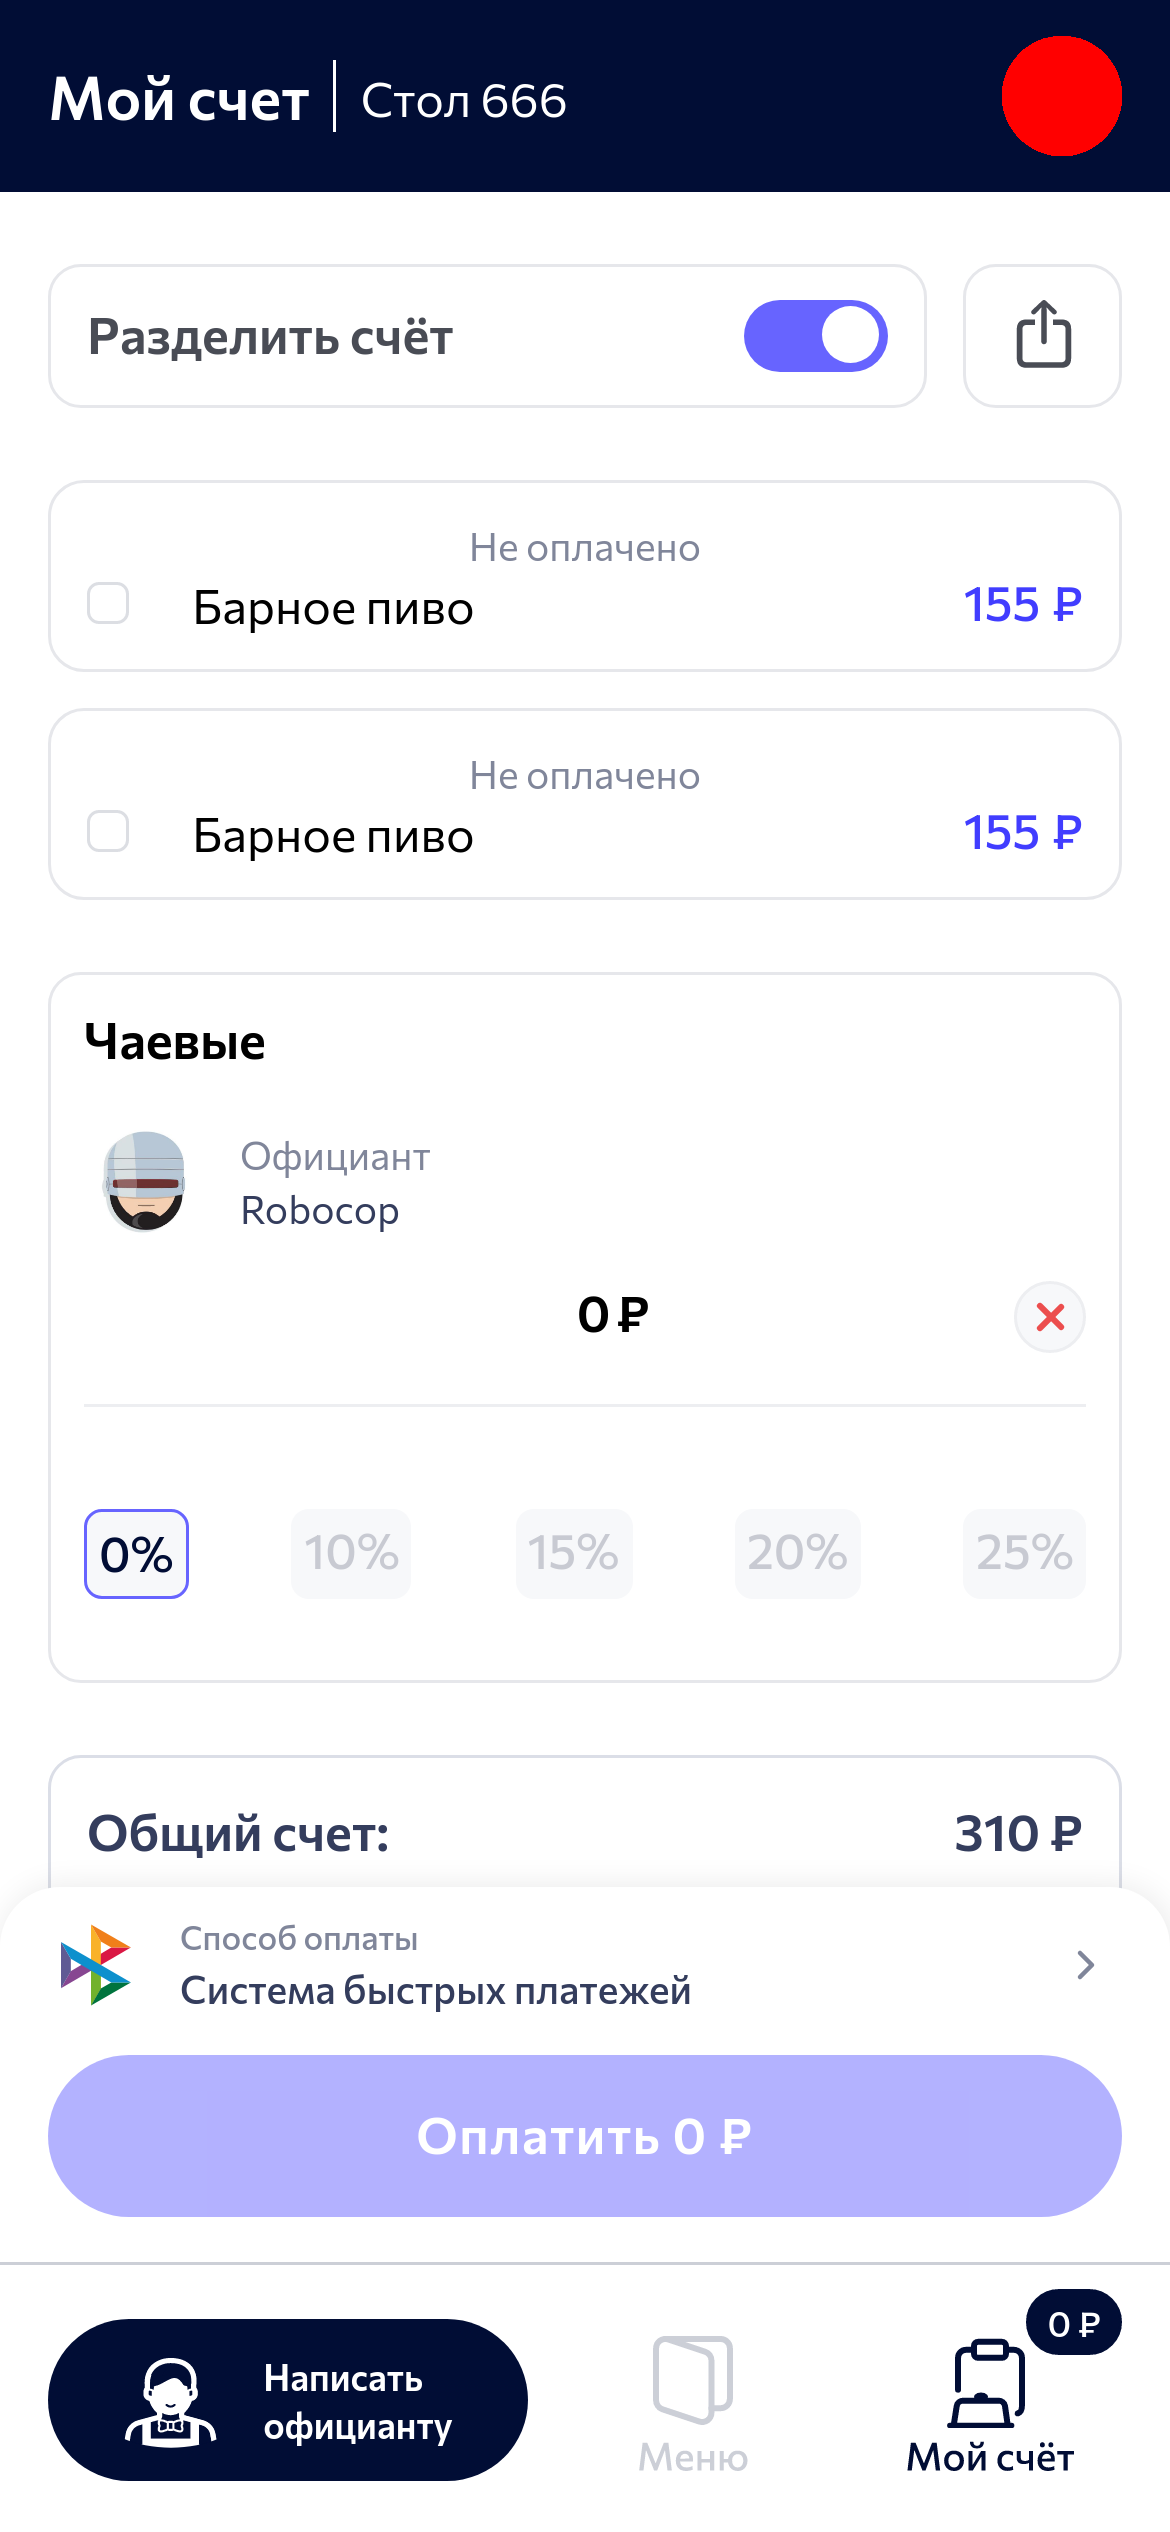 Мой счет
Стол 666
Разделить счёт
Не оплачено
Барное пиво
155 ₽
Не оплачено
Барное пиво
155 ₽
Чаевые
Официант
Robocop
0 ₽
0%
10%
15%
20%
25%
Общий счет:
310 ₽
Способ оплаты
Система быстрых платежей
Оплатить 0 ₽
0 ₽
Написать
официанту
Меню
Мой счёт